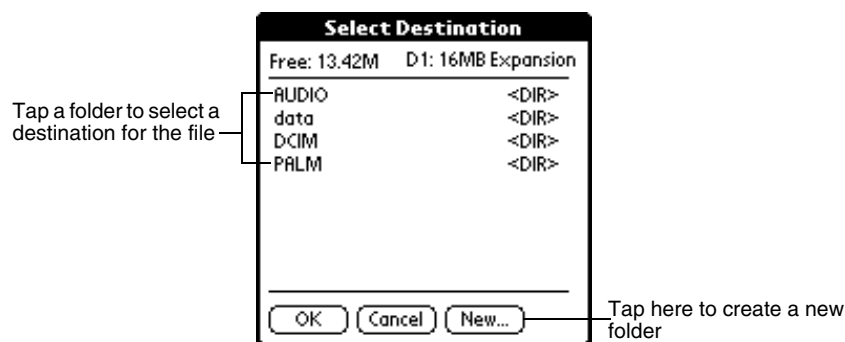 Select Destination
Free: 13.42M D1: 16MB Expansion
Tap a folder to select a
destination for the file
AUDIO <DIR>
data <DIR>
DCIM <DIR>
PALM <DIR>
OK Cancel New...
Tap here to create a new
folder